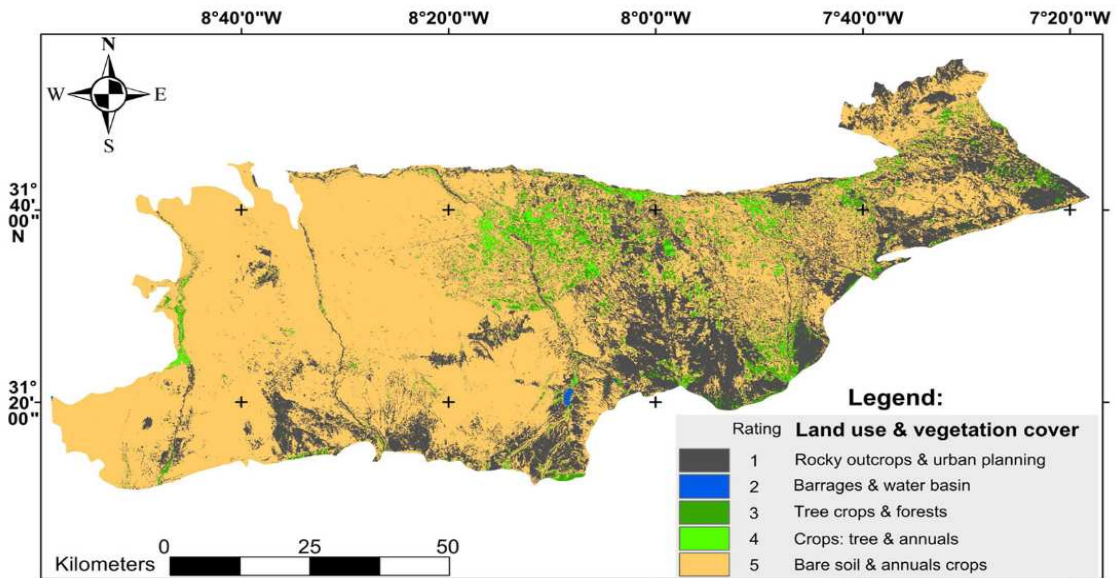 8°40'0"W 8°20'0"W 8°0'0"W 7°40'0"W 7°20'0"W
N
W E
S
31°
40'
00"
N
31°
20'
00"
Legend:
Rating Land use & vegetation cover
1 Rocky outcrops & urban planning
2 Barrages & water basin
3 Tree crops & forests
4 Crops: tree & annuals
5 Bare soil & annuals crops
0 25 50
Kilometers